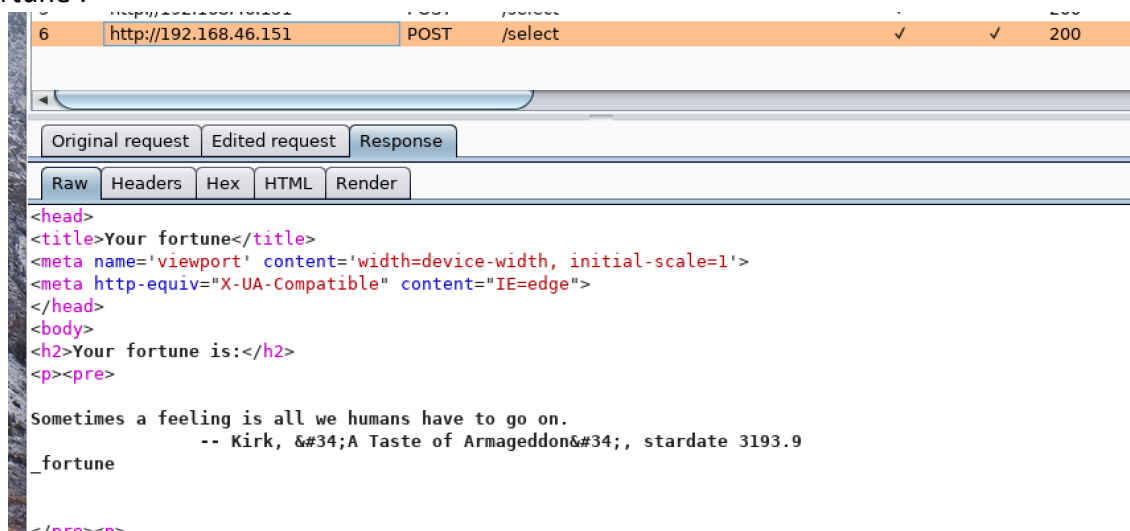 6 http://192.168.46.151 POST /select ✓ ✓ 200
Original request Edited request Response
Raw Headers Hex HTML Render
<head>
<title>Your fortune</title>
<meta name='viewport' content='width=device-width, initial-scale=1'>
<meta http-equiv="X-UA-Compatible" content="IE=edge">
</head>
<body>
<h2>Your fortune is:</h2>
<p><pre>
Sometimes a feeling is all we humans have to go on.
-- Kirk, &#34;A Taste of Armageddon&#34;, stardate 3193.9
_fortune